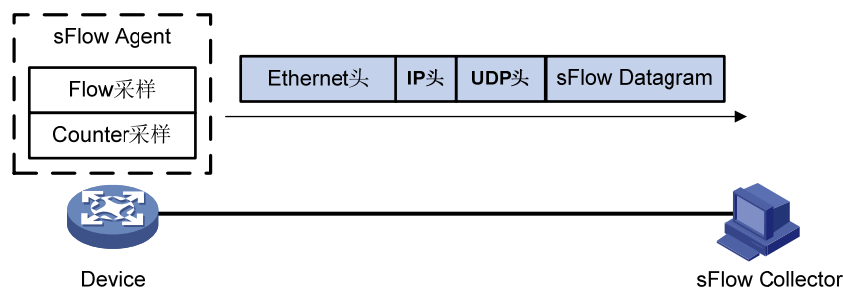 sFlow Agent
Flow采样
Counter采样
Ethernet头 IP头 UDP头 sFlow Datagram
Device
sFlow Collector